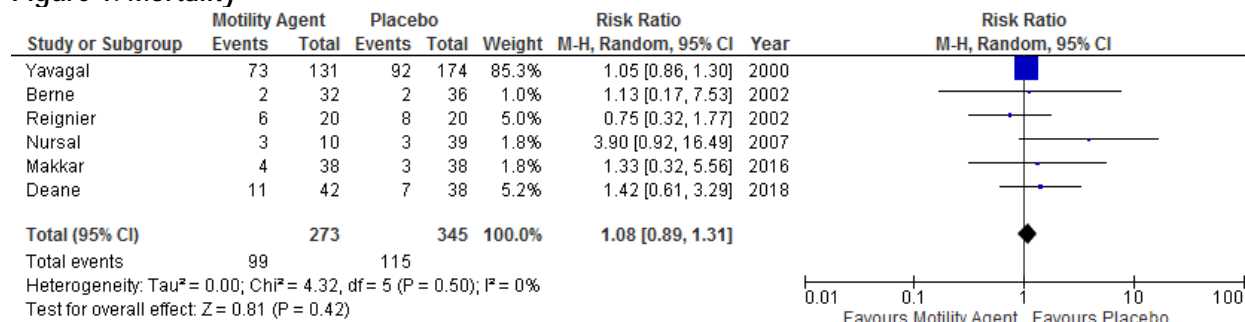 Figure Mortality
Motility Agent Placebo Risk Ratio Risk Ratio
Study or Subgroup Events Total Events Total Weight M-H, Random, 95% CI Year M-H, Random, 95% CI
Yavagal 73 131 92 174 85.3% 1.05 [0.86, 1.30] 2000
Berne 2 32 2 36 1.0% 1.13 [0.17, 7.53] 2002
Reignier 6 20 8 20 5.0% 0.75 [0.32, 1.77] 2002
Nursal 3 10 3 39 1.8% 3.90 [0.92, 16.49] 2007
Makkar 4 38 3 38 1.8% 1.33 [0.32, 5.56] 2016
Deane 11 42 7 38 5.2% 1.42 [0.61, 3.29] 2018
Total (95% CI) 273 345 100.0% 1.08 [0.89, 1.31]
Total events 99 115
Heterogeneity: Tau² = 0.00; Chi² = 4.32, df = 5 (P = 0.50); I² = 0%
Test for overall effect: Z = 0.81 (P = 0.42)
0.01 0.1 1 10 100
Favours Motility Agent Favours Placebo